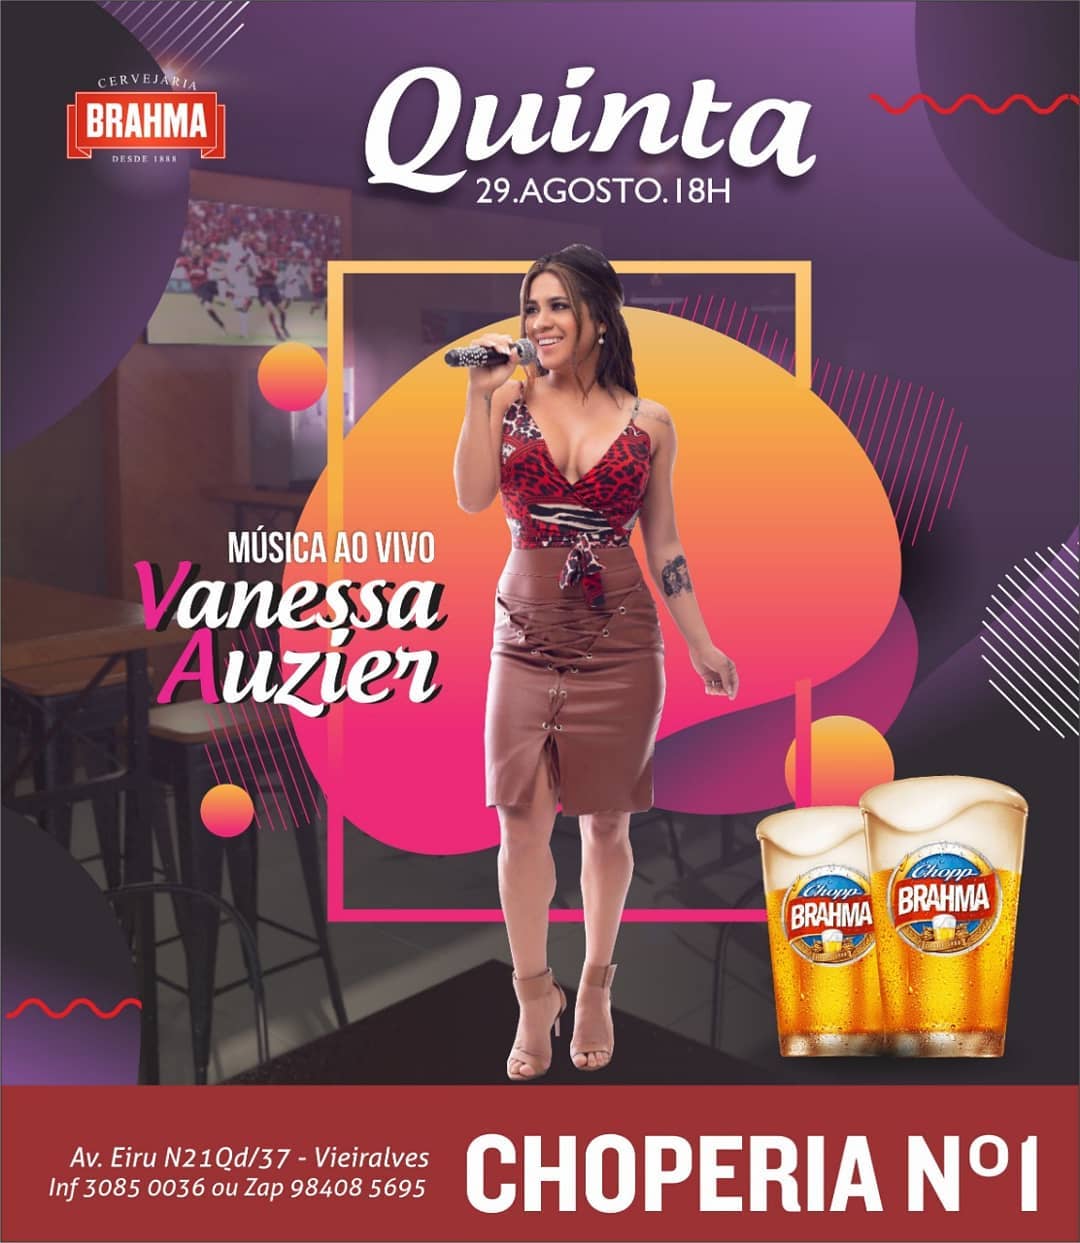 CERVEJARIA
BRAHMA
DESDE 1888
Quinta
29.AGOSTO.18H
MÚSICA AO VIVO
Vanessa
Auzier
Chopp
BRAHMA
Chopp
BRAHMA
Av. Eiru N21Qd/37 - Vieiralves
Inf 3085 0036 ou Zap 98408 5695
CHOPERIA Nº1